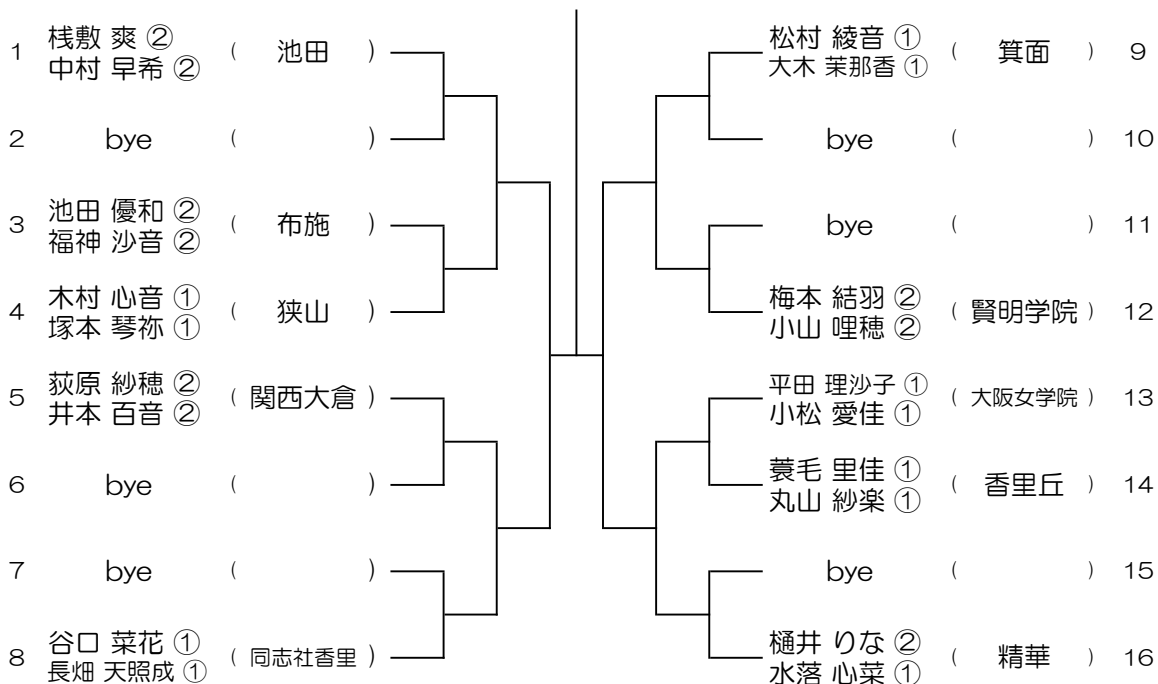 1 桟敷 爽 ② ( 池田 )
中村 早希 ②
2 bye ( )
3 池田 優和 ② ( 布施 )
福神 沙音 ②
4 木村 心音 ① ( 狭山 )
塚本 琴祢 ①
5 荻原 紗穂 ② ( 関西大倉 )
井本 百音 ②
6 bye ( )
7 bye ( )
8 谷口 菜花 ① ( 同志社香里 )
長畑 天照成 ①
松村 綾音 ① ( 箕面 ) 9
大木 茉那香 ①
bye ( ) 10
bye ( ) 11
梅本 結羽 ② ( 賢明学院 ) 12
小山 哩穂 ②
平田 理沙子 ① ( 大阪女学院 ) 13
小松 愛佳 ①
蓑毛 里佳 ① ( 香里丘 ) 14
丸山 紗楽 ①
bye ( ) 15
樋井 りな ② ( 精華 ) 16
水落 心菜 ①